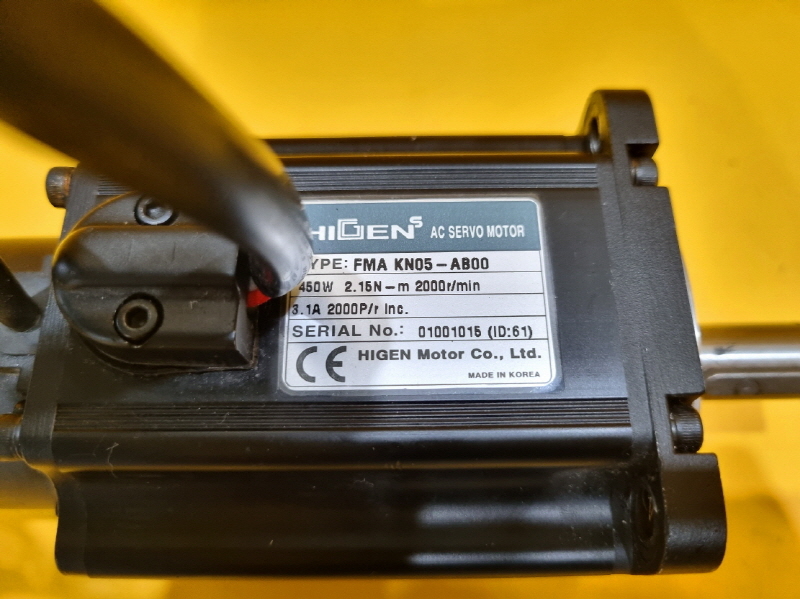 HIGENS AC SERVO MOTOR
TYPE: FMA KN05-AB00
450W 2.15N-m 2000r/min
3.1A 2000P/r Inc.
SERIAL No.: 01001015 (ID:61)
CE HIGEN Motor Co., Ltd.
MADE IN KOREA